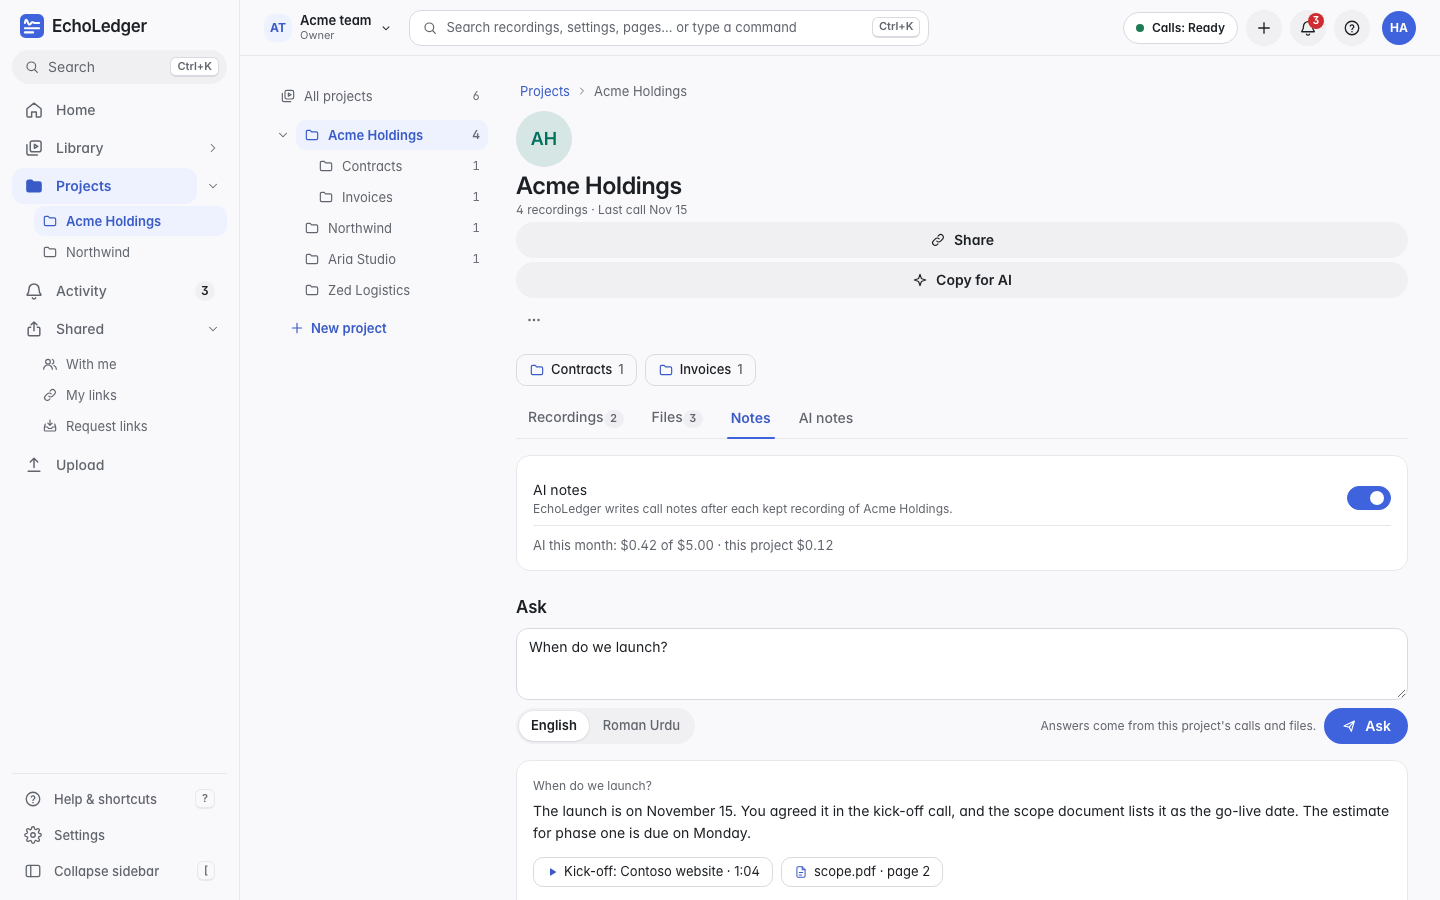 EchoLedger
Search Ctrl+K
Home
Library
Projects
Acme Holdings
Northwind
Activity 3
Shared
With me
My links
Request links
Upload
Help & shortcuts ?
Settings
Collapse sidebar [
AT Acme team
Owner
Search recordings, settings, pages... or type a command Ctrl+K
Calls: Ready
3
HA
All projects 6
Acme Holdings 4
Contracts 1
Invoices 1
Northwind 1
Aria Studio 1
Zed Logistics
New project
Projects Acme Holdings
AH
Acme Holdings
4 recordings · Last call Nov 15
Share
Copy for AI
...
Contracts 1 Invoices 1
Recordings 2 Files 3 Notes AI notes
AI notes
EchoLedger writes call notes after each kept recording of Acme Holdings.
AI this month: $0.42 of $5.00 · this project $0.12
Ask
When do we launch?
English Roman Urdu
Answers come from this project's calls and files. Ask
When do we launch?
The launch is on November 15. You agreed it in the kick-off call, and the scope document lists it as the go-live date. The estimate
for phase one is due on Monday.
Kick-off: Contoso website · 1:04 scope.pdf · page 2